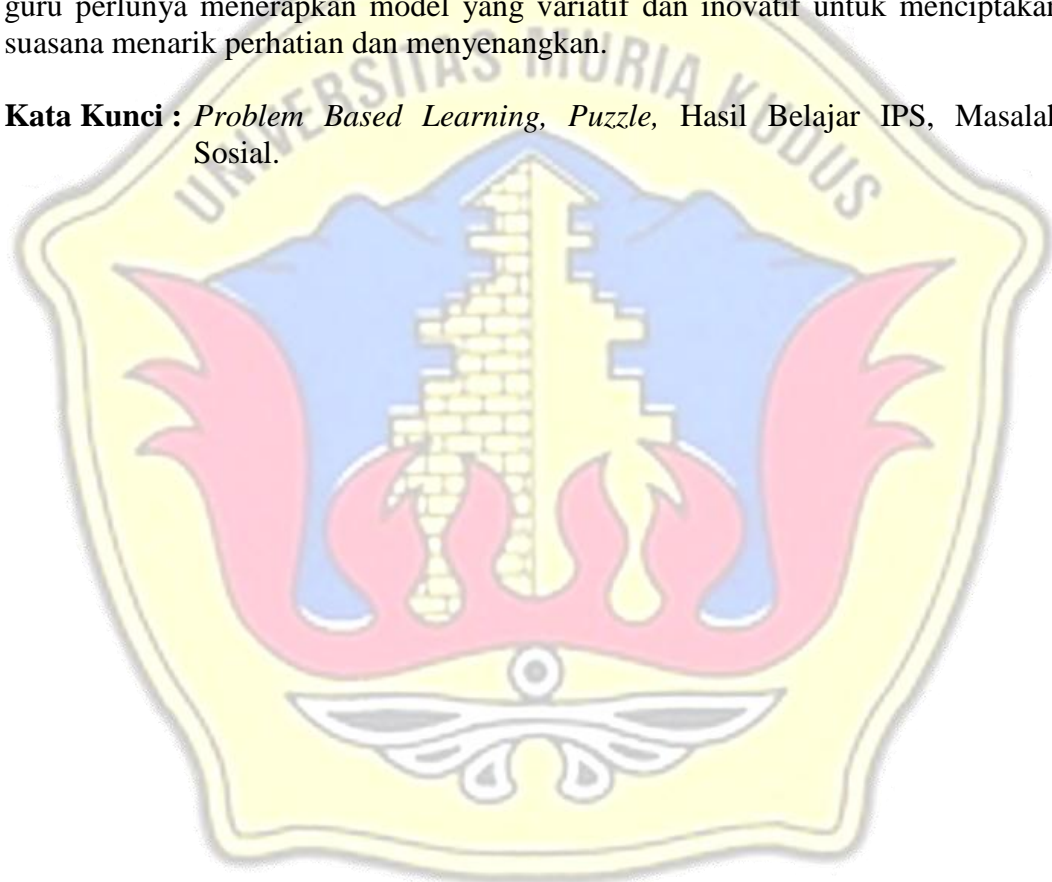 guru perlunya menerapkan model yang variatif dan inovatif untuk menciptakan
suasana menarik perhatian dan menyenangkan.
Kata Kunci : Problem Based Learning, Puzzle, Hasil Belajar IPS, Masalah
Sosial.
UNIVERSITAS MURIA KUDUS